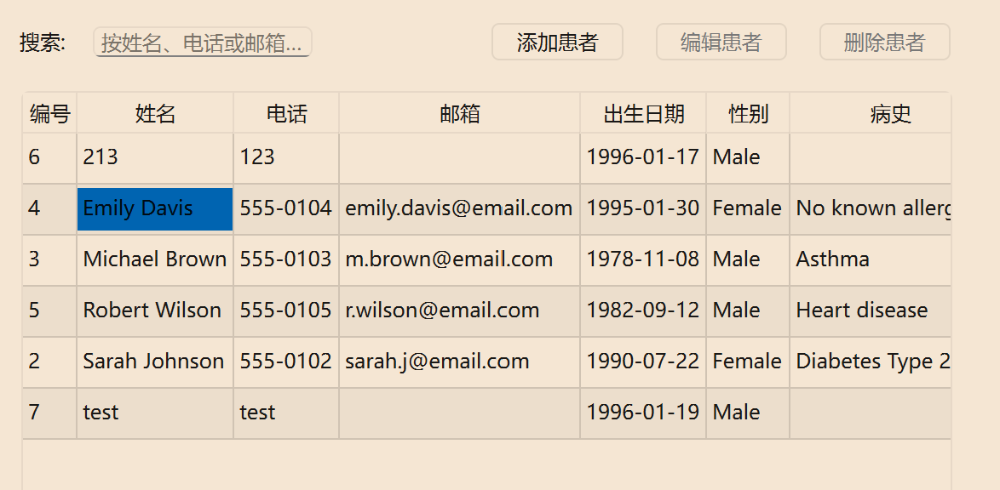 搜索: 按姓名、电话或邮箱... 添加患者 编辑患者 删除患者
编号 姓名 电话 邮箱 出生日期 性别 病史
6 213 123 1996-01-17 Male
4 Emily Davis 555-0104 emily.davis@email.com 1995-01-30 Female No known allerg
3 Michael Brown 555-0103 m.brown@email.com 1978-11-08 Male Asthma
5 Robert Wilson 555-0105 r.wilson@email.com 1982-09-12 Male Heart disease
2 Sarah Johnson 555-0102 sarah.j@email.com 1990-07-22 Female Diabetes Type 2
7 test test 1996-01-19 Male